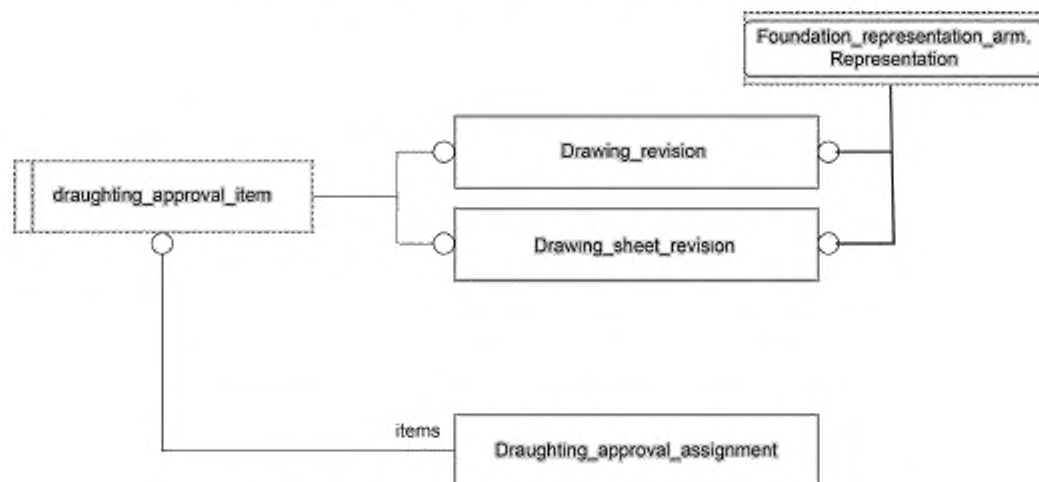 Foundation_representation_arm.
Representation
Drawing_revision
draughting_approval_item
Drawing_sheet_revision
items
Draughting_approval_assignment